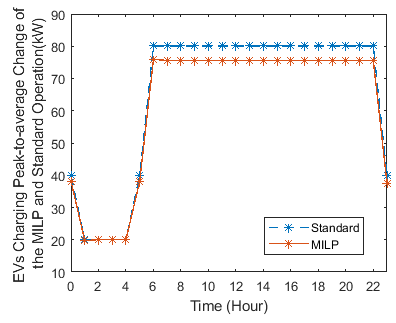 EVs Charging Peak-to-average Change of
the MILP and Standard Operation(kW)
90
80
70
60
50
40
30
20
10
0 2 4 6 8 10 12 14 16 18 20 22
Time (Hour)
Standard
MILP